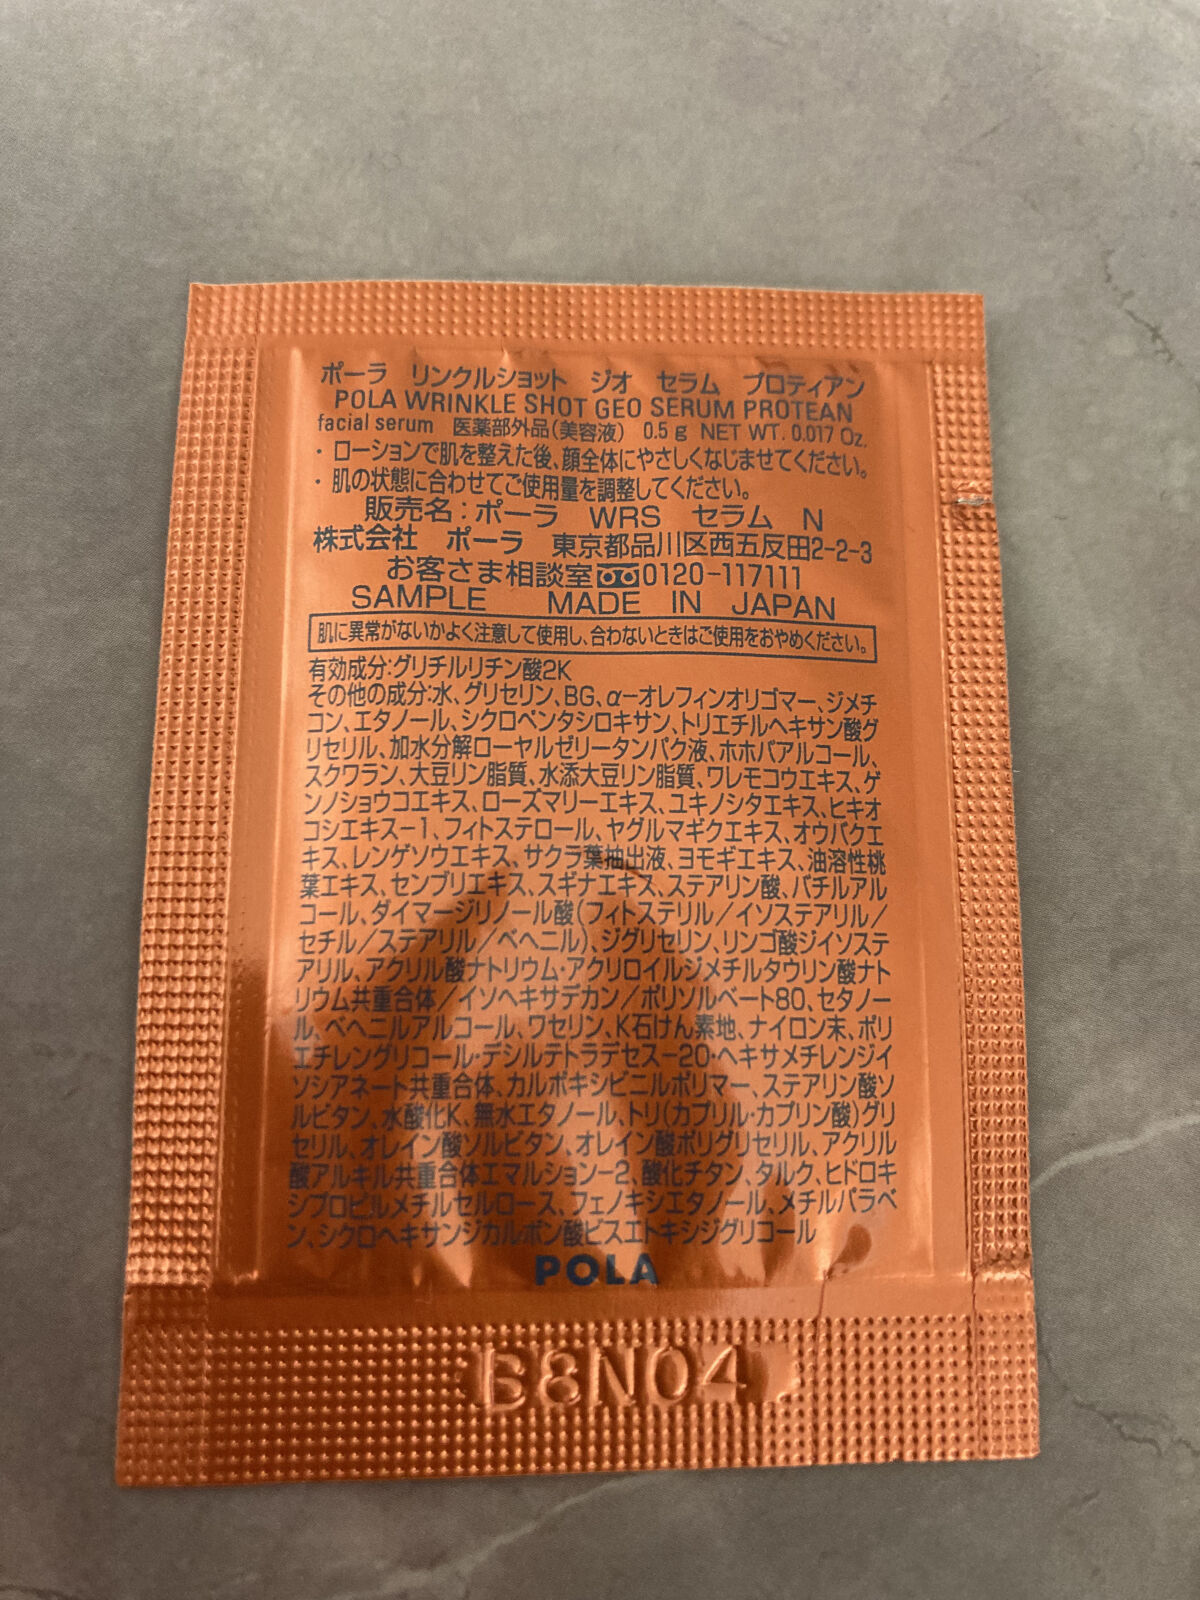 ポーラ リンクルショット ジオ セラム プロティアン
POLA WRINKLE SHOT GEO SERUM PROTEAN
facial serum 医薬部外品(美容液) 0.5 g NET WT. 0.017 Oz.
・ローションで肌を整えた後、顔全体にやさしくなじませてください。
・肌の状態に合わせてご使用量を調整してください。
販売名:ポーラ WRS セラム N
株式会社 ポーラ 東京都品川区西五反田2-2-3
お客さま相談室 0120-117111
SAMPLE MADE IN JAPAN
肌に異常がないかよく注意して使用し、合わないときはご使用をおやめください。
有効成分:グリチルリチン酸2K
その他の成分:水、グリセリン、BG、α-オレフィンオリゴマー、ジメチ
コン、エタノール、シクロペンタシロキサン、トリエチルヘキサン酸グ
リセリル、加水分解ローヤルゼリータンパク液、ホホバアルコール、
スクワラン、大豆リン脂質、水添大豆リン脂質、ワレモコウエキス、ゲ
ンノショウコエキス、ローズマリーエキス、ユキノシタエキス、ヒキオ
コシエキス-1、フィトステロール、ヤグルマギクエキス、オウバクエ
キス、レンゲソウエキス、サクラ葉抽出液、ヨモギエキス、油溶性桃
葉エキス、センブリエキス、スギナエキス、ステアリン酸、バチルアル
コール、ダイマージリノール酸(フィトステリル/イソステアリル/
セチル/ステアリル/ベヘニル)、ジグリセリン、リンゴ酸ジイソステ
アリル、アクリル酸ナトリウム・アクリロイルジメチルタウリン酸ナト
リウム共重合体/イソヘキサデカン/ポリソルベート80、セタノー
ル、ベヘニルアルコール、ワセリン、K石けん素地、ナイロン末、ポリ
エチレングリコール・デシルテトラデセス-20・ヘキサメチレンジイ
ソシアネート共重合体、カルボキシビニルポリマー、ステアリン酸ソ
ルビタン、水酸化K、無水エタノール、トリ(カプリル・カプリン酸)グリ
セリル、オレイン酸ソルビタン、オレイン酸ポリグリセリル、アクリル
酸アルキル共重合体エマルション-2、酸化チタン、タルク、ヒドロキ
シプロピルメチルセルロース、フェノキシエタノール、メチルパラベ
ン、シクロヘキサンジカルボン酸ビスエトキシジグリコール
POLA
B8N04